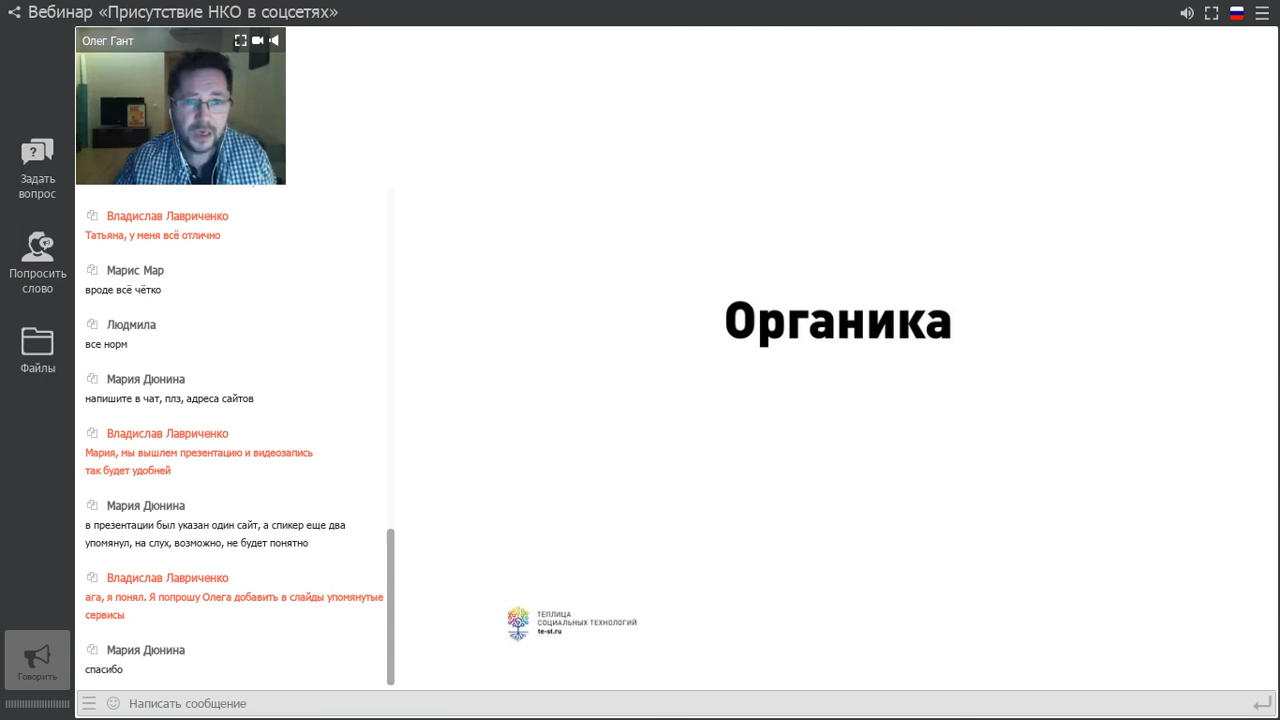 Вебинар «Присутствие НКО в соцсетях»
Олег Гант
Задать
вопрос
Попросить
слово
Файлы
Говорить
Владислав Лавриченко
Татьяна, у меня всё отлично
Марис Мар
вроде всё чётко
Людмила
все норм
Мария Дюнина
напишите в чат, плз, адреса сайтов
Владислав Лавриченко
Мария, мы вышлем презентацию и видеозапись
так будет удобней
Мария Дюнина
в презентации был указан один сайт, а спикер еще два
упомянул, на слух, возможно, не будет понятно
Владислав Лавриченко
ага, я понял. Я попрошу Олега добавить в слайды упомянутые
сервисы
Мария Дюнина
спасибо
Написать сообщение
Органика
ТЕПЛИЦА
СОЦИАЛЬНЫХ ТЕХНОЛОГИЙ
te-st.ru